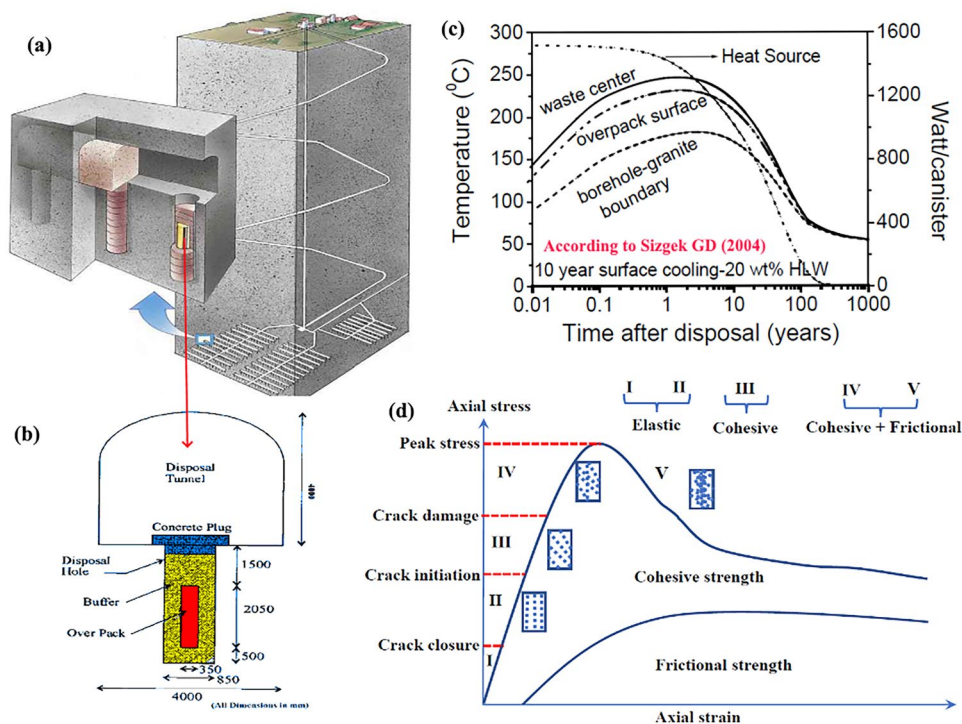 (a)
(b)
Disposal
Tunnel
4000
Concrete Plug
Disposal
Hole
Buffer
Over Pack
1500
2050
500
350
850
4000
(All Dimensions in mm)
(c)
300
250
200
150
100
50
0
Temperature (⁰C)
1600
1200
800
400
0
Watt/canister
Heat Source
waste center
overpack surface
borehole-granite
boundary
According to Sizgek GD (2004)
10 year surface cooling-20 wt% HLW
0.01 0.1 1 10 100 1000
Time after disposal (years)
(d)
I II III IV V
Elastic Cohesive Cohesive + Frictional
Axial stress
Peak stress
IV
V
Crack damage
III
Crack initiation
Cohesive strength
II
Crack closure
I
Frictional strength
Axial strain